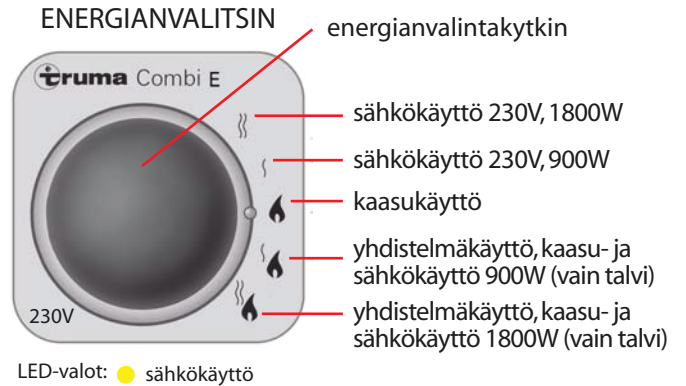 ENERGIANVALITSIN
energianvalintakytkin
truma Combi E
sähkökäyttö 230V, 1800W
sähkökäyttö 230V, 900W
kaasukäyttö
yhdistelmäkäyttö, kaasu- ja
sähkökäyttö 900W (vain talvi)
yhdistelmäkäyttö, kaasu- ja
sähkökäyttö 1800W (vain talvi)
230V
LED-valot: sähkökäyttö